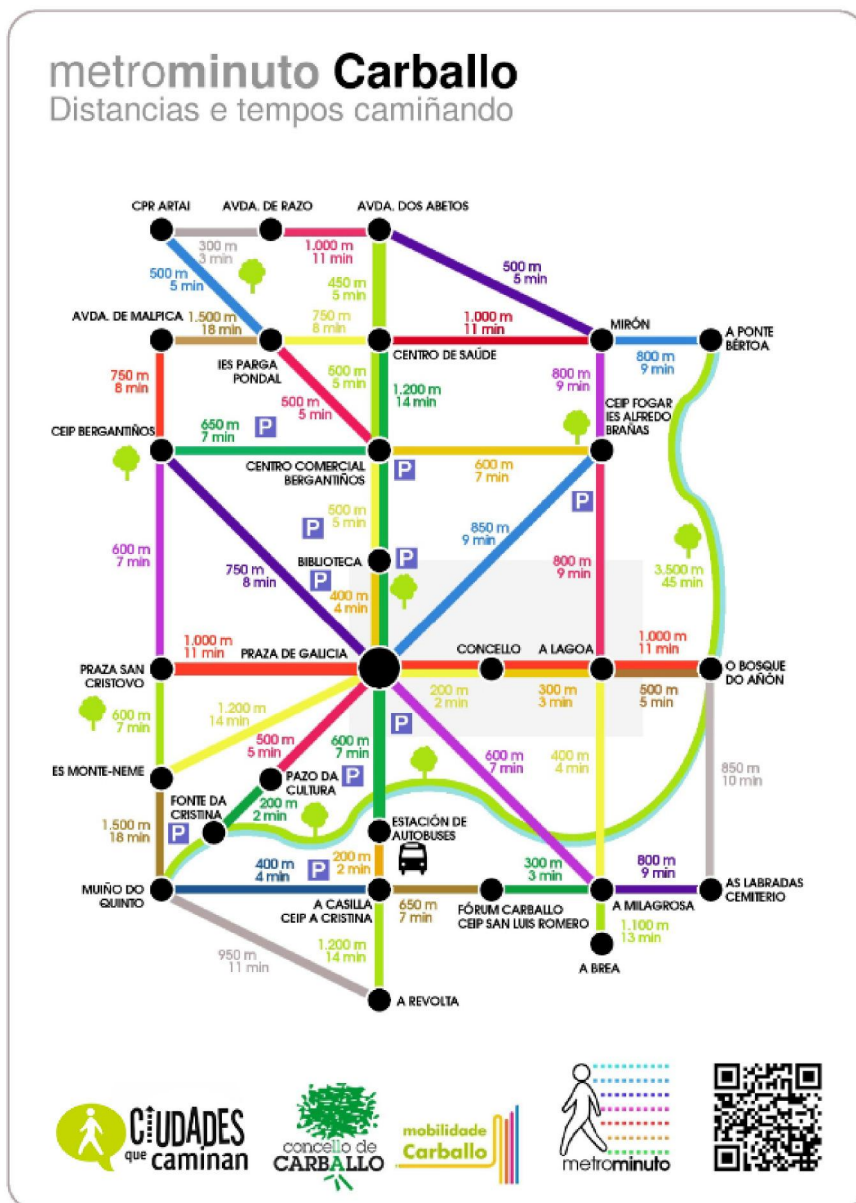 metrominuto Carballo
Distancias e tempos camiñando
CPR ARTAI
AVDA. DE RAZO
AVDA. DOS ABETOS
300 m
3 min
1.000 m
11 min
500 m
5 min
450 m
5 min
500 m
5 min
AVDA. DE MALPICA
1.500 m
18 min
750 m
8 min
1.000 m
11 min
MIRÓN
A PONTE
BÉRTOA
IES PARGA
PONDAL
CENTRO DE SAÚDE
800 m
9 min
750 m
8 min
500 m
5 min
500 m
5 min
1.200 m
14 min
800 m
9 min
CEIP FOGAR
IES ALFREDO
BRAÑAS
CEIP BERGANTIÑOS
650 m
7 min
P
CENTRO COMERCIAL
BERGANTIÑOS
P
600 m
7 min
P
500 m
5 min
P
850 m
9 min
600 m
7 min
750 m
8 min
BIBLIOTECA
P
P
400 m
4 min
800 m
9 min
3.500 m
45 min
1.000 m
11 min
PRAZA DE GALICIA
CONCELLO
A LAGOA
1.000 m
11 min
PRAZA SAN
CRISTOVO
O BOSQUE
DO AÑÓN
200 m
2 min
300 m
3 min
500 m
5 min
600 m
7 min
1.200 m
14 min
500 m
5 min
600 m
7 min
P
600 m
7 min
400 m
4 min
850 m
10 min
ES MONTE-NEME
PAZO DA
CULTURA
P
FONTE DA
CRISTINA
200 m
2 min
1.500 m
18 min
P
ESTACIÓN DE
AUTOBUSES
MUIÑO DO
QUINTO
400 m
4 min
P
200 m
2 min
300 m
3 min
800 m
9 min
A CASILLA
CEIP A CRISTINA
650 m
7 min
FÓRUM CARBALLO
CEIP SAN LUIS ROMERO
A MILAGROSA
AS LABRADAS
CEMITERIO
950 m
11 min
1.200 m
14 min
1.100 m
13 min
A BREA
A REVOLTA
CIUDADES
que caminan
concello de
CARBALLO
mobilidade
Carballo
metrominuto